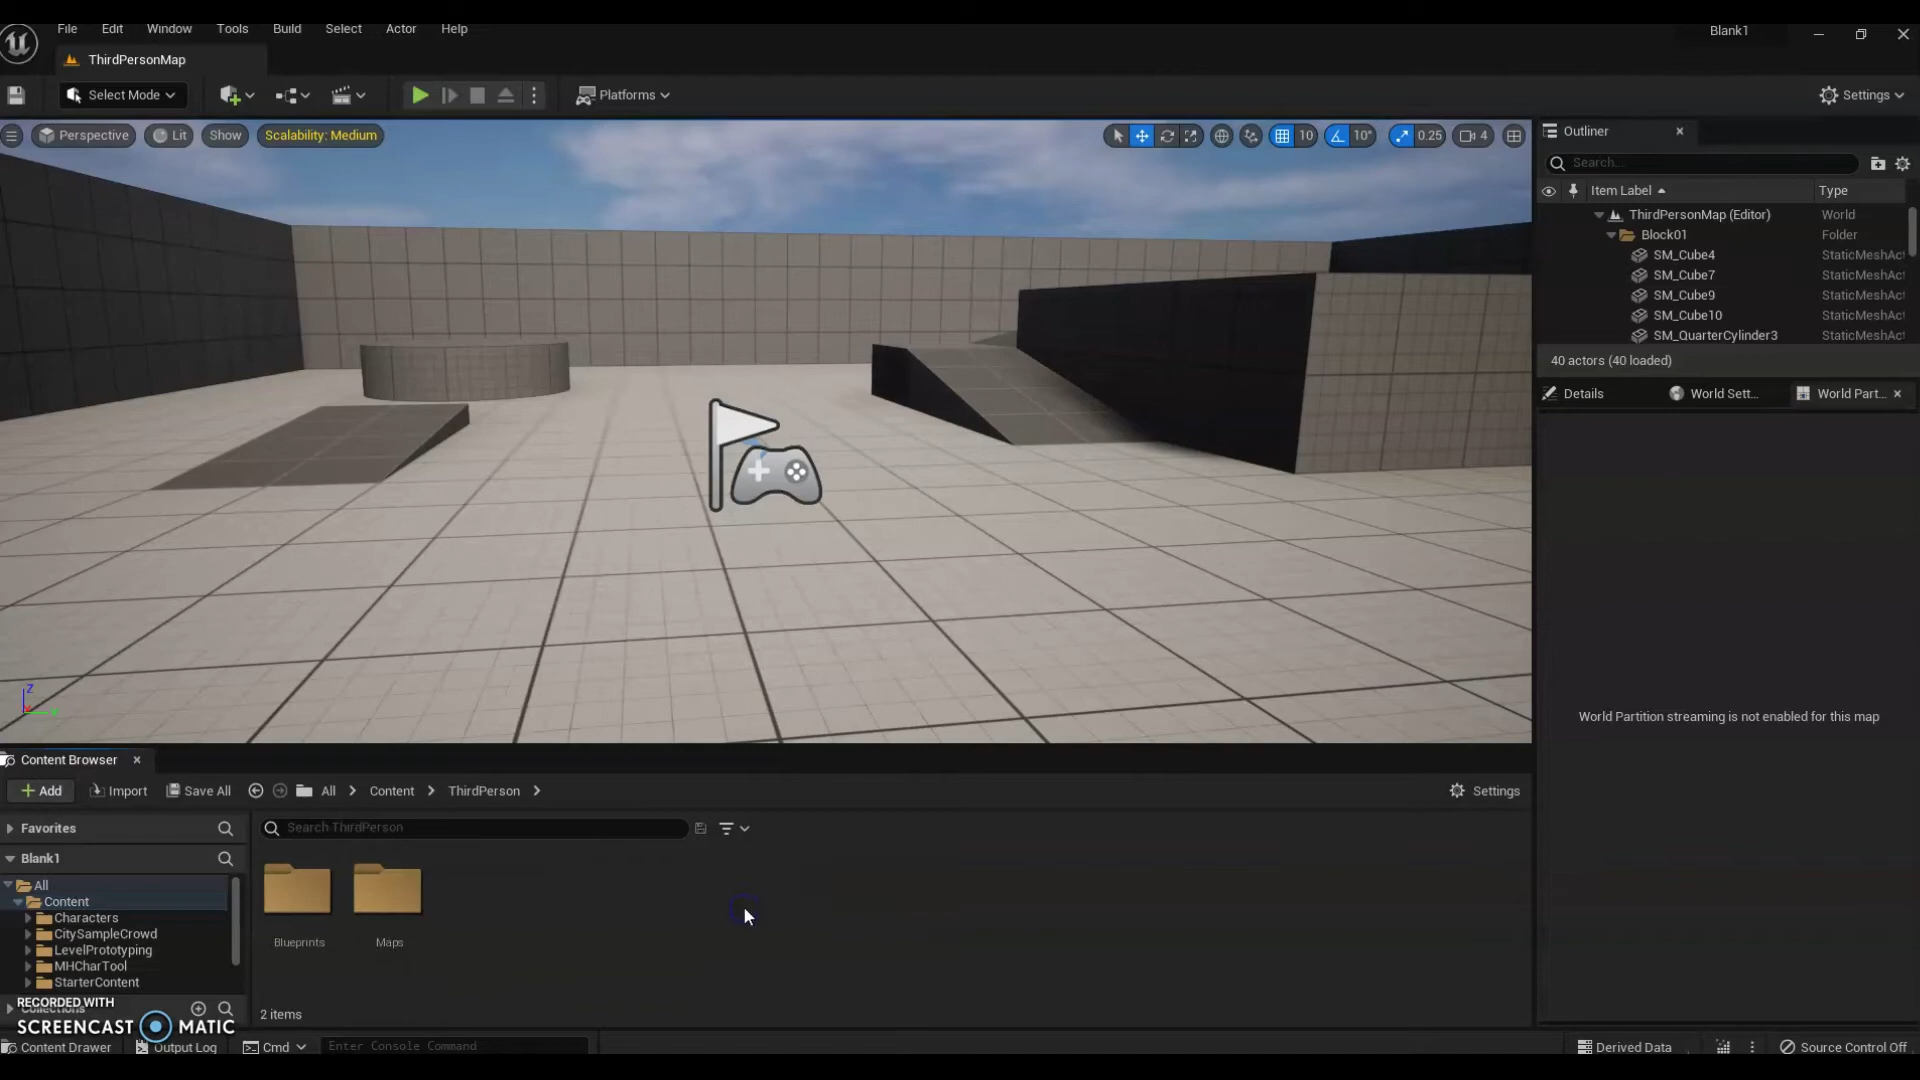 File Edit Window Tools Build Select Actor Help
Blank1
ThirdPersonMap
Select Mode
Platforms
Settings
Perspective Lit Show Scalability: Medium
10 10° 0.25 4
Outliner
Search...
Item Label Type
ThirdPersonMap (Editor) World
Block01 Folder
SM_Cube4 StaticMeshAct
SM_Cube7 StaticMeshAct
SM_Cube9 StaticMeshAct
SM_Cube10 StaticMeshAct
SM_QuarterCylinder3 StaticMeshAct
40 actors (40 loaded)
Details World Sett... World Part...
World Partition streaming is not enabled for this map
Z
Content Browser
Add Import Save All All Content ThirdPerson
Settings
Favorites
Search ThirdPerson
Blank1
All
Content
Characters
CitySampleCrowd
LevelPrototyping
MHCharTool
StarterContent
Blueprints Maps
Collections
2 items
RECORDED WITH
SCREENCAST MATIC
Content Drawer Output Log Cmd Enter Console Command
Derived Data Source Control Off